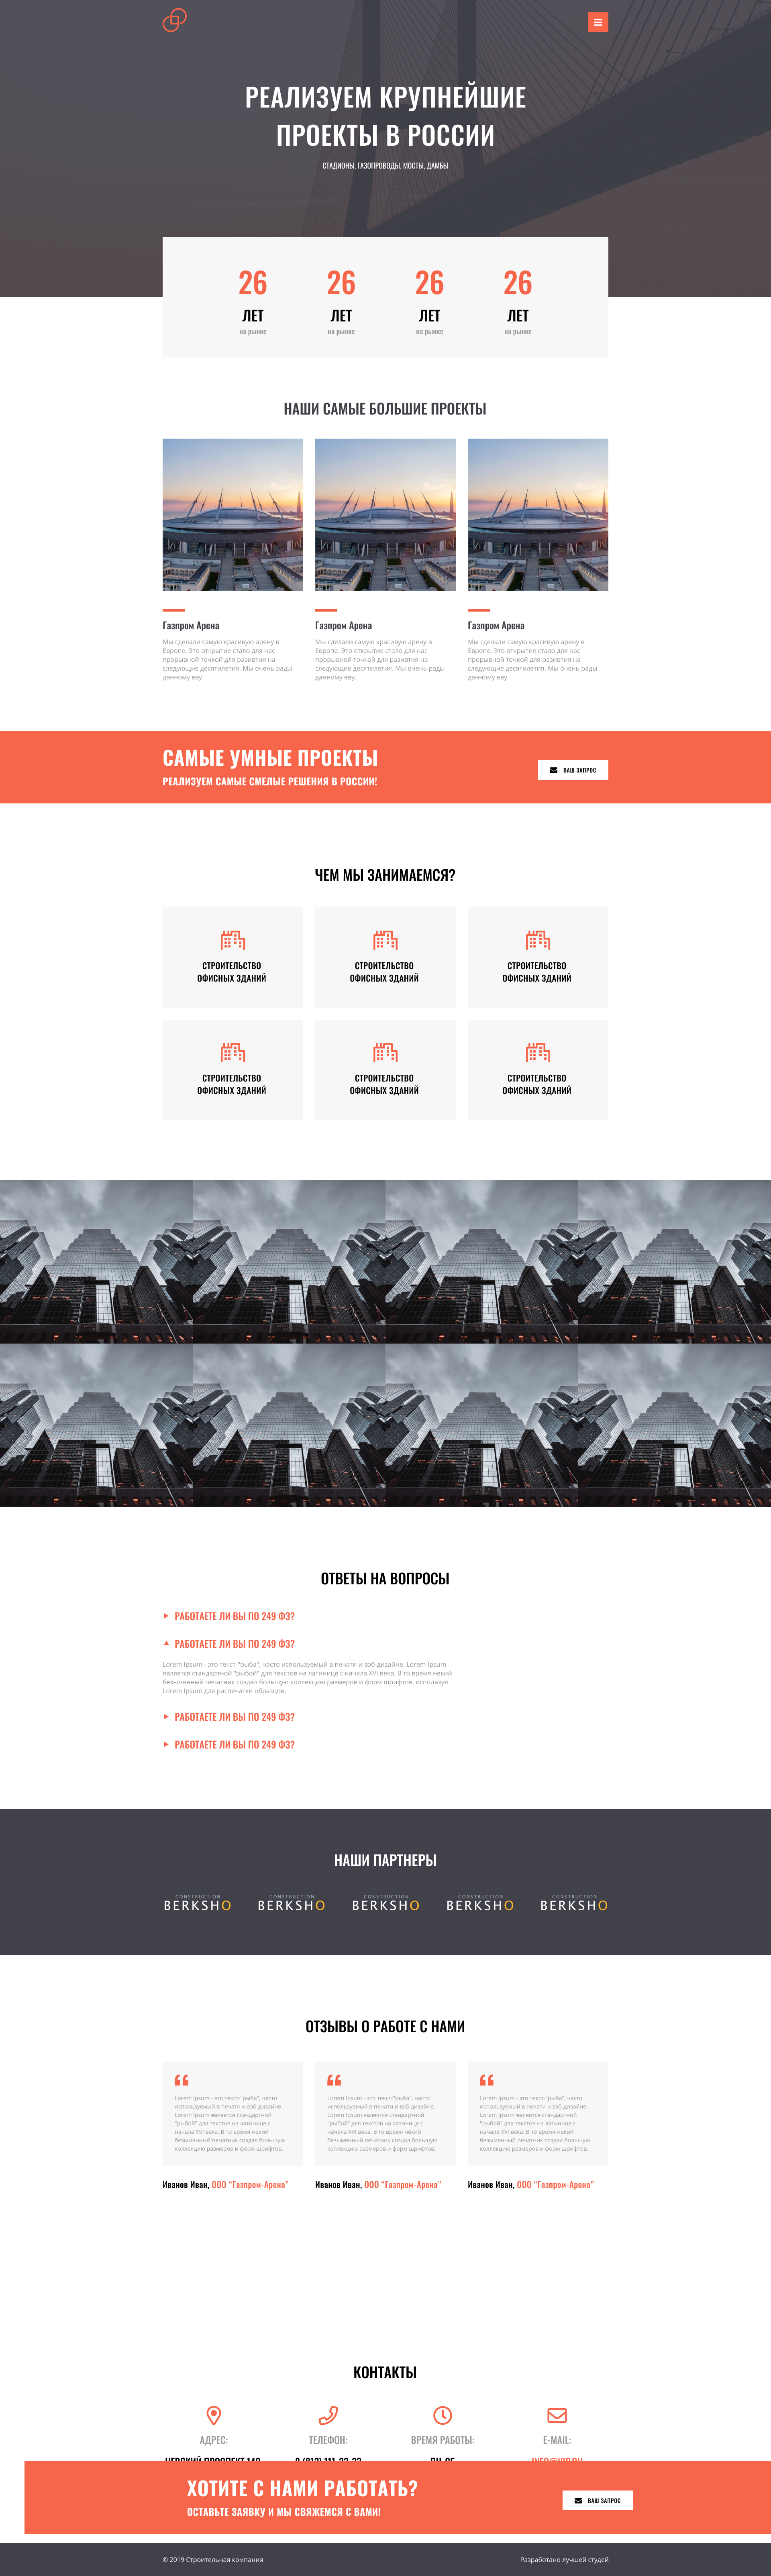 РЕАЛИЗУЕМ КРУПНЕЙШИЕ
ПРОЕКТЫ В РОССИИ
СТАДИОНЫ, ГАЗОПРОВОДЫ, МОСТЫ, ДАМБЫ
26 26 26 26
ЛЕТ ЛЕТ ЛЕТ ЛЕТ
на рынке на рынке на рынке на рынке
НАШИ САМЫЕ БОЛЬШИЕ ПРОЕКТЫ
Газпром Арена
Мы сделали самую красивую арену в
Европе. Это открытие стало для нас
прорывной точкой для развития на
следующие десятилетия. Мы очень рады
данному еву.
Газпром Арена
Мы сделали самую красивую арену в
Европе. Это открытие стало для нас
прорывной точкой для развития на
следующие десятилетия. Мы очень рады
данному еву.
Газпром Арена
Мы сделали самую красивую арену в
Европе. Это открытие стало для нас
прорывной точкой для развития на
следующие десятилетия. Мы очень рады
данному еву.
САМЫЕ УМНЫЕ ПРОЕКТЫ
РЕАЛИЗУЕМ САМЫЕ СМЕЛЫЕ РЕШЕНИЯ В РОССИИ!
ВАШ ЗАПРОС
ЧЕМ МЫ ЗАНИМАЕМСЯ?
СТРОИТЕЛЬСТВО
ОФИСНЫХ ЗДАНИЙ
СТРОИТЕЛЬСТВО
ОФИСНЫХ ЗДАНИЙ
СТРОИТЕЛЬСТВО
ОФИСНЫХ ЗДАНИЙ
СТРОИТЕЛЬСТВО
ОФИСНЫХ ЗДАНИЙ
СТРОИТЕЛЬСТВО
ОФИСНЫХ ЗДАНИЙ
СТРОИТЕЛЬСТВО
ОФИСНЫХ ЗДАНИЙ
ОТВЕТЫ НА ВОПРОСЫ
РАБОТАЕТЕ ЛИ ВЫ ПО 249 ФЗ?
РАБОТАЕТЕ ЛИ ВЫ ПО 249 ФЗ?
Lorem Ipsum - это текст-"рыба", часто используемый в печати и вэб-дизайне. Lorem Ipsum
является стандартной "рыбой" для текстов на латинице с начала XVI века. В то время некий
безымянный печатник создал большую коллекцию размеров и форм шрифтов, используя
Lorem Ipsum для распечатки образцов.
РАБОТАЕТЕ ЛИ ВЫ ПО 249 ФЗ?
РАБОТАЕТЕ ЛИ ВЫ ПО 249 ФЗ?
НАШИ ПАРТНЕРЫ
CONSTRUCTION CONSTRUCTION CONSTRUCTION CONSTRUCTION CONSTRUCTION
BERKSHO BERKSHO BERKSHO BERKSHO BERKSHO
ОТЗЫВЫ О РАБОТЕ С НАМИ
Lorem Ipsum - это текст-"рыба", часто
используемый в печати и вэб-дизайне.
Lorem Ipsum является стандартной
"рыбой" для текстов на латинице с
начала XVI века. В то время некий
безымянный печатник создал большую
коллекцию размеров и форм шрифтов.
Иванов Иван, ООО “Газпром-Арена”
Lorem Ipsum - это текст-"рыба", часто
используемый в печати и вэб-дизайне.
Lorem Ipsum является стандартной
"рыбой" для текстов на латинице с
начала XVI века. В то время некий
безымянный печатник создал большую
коллекцию размеров и форм шрифтов.
Иванов Иван, ООО “Газпром-Арена”
Lorem Ipsum - это текст-"рыба", часто
используемый в печати и вэб-дизайне.
Lorem Ipsum является стандартной
"рыбой" для текстов на латинице с
начала XVI века. В то время некий
безымянный печатник создал большую
коллекцию размеров и форм шрифтов.
Иванов Иван, ООО “Газпром-Арена”
КОНТАКТЫ
АДРЕС: ТЕЛЕФОН: ВРЕМЯ РАБОТЫ: E-MAIL:
ХОТИТЕ С НАМИ РАБОТАТЬ?
ОСТАВЬТЕ ЗАЯВКУ И МЫ СВЯЖЕМСЯ С ВАМИ!
ВАШ ЗАПРОС
© 2019 Строительная компания
Разработано лучшей студей